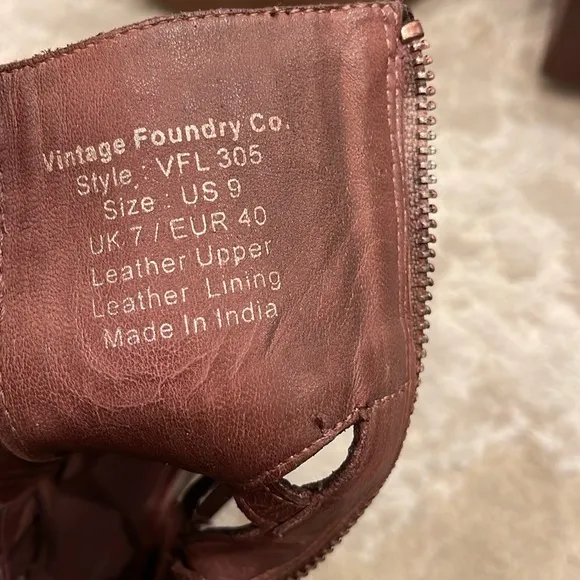 Vintage Foundry Co.
Style : VFL 305
Size : US 9
UK 7 / EUR 40
Leather Upper
Leather Lining
Made In India